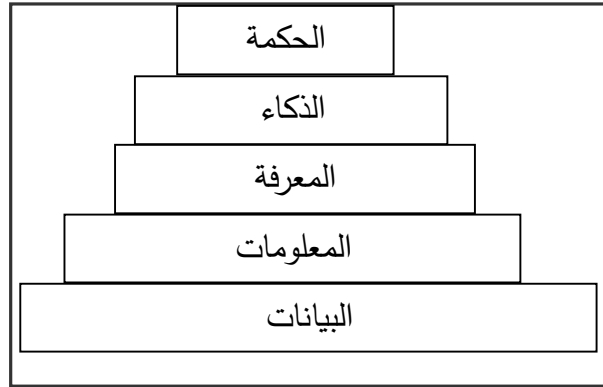 الحكمة
الذكاء
المعرفة
المعلومات
البيانات